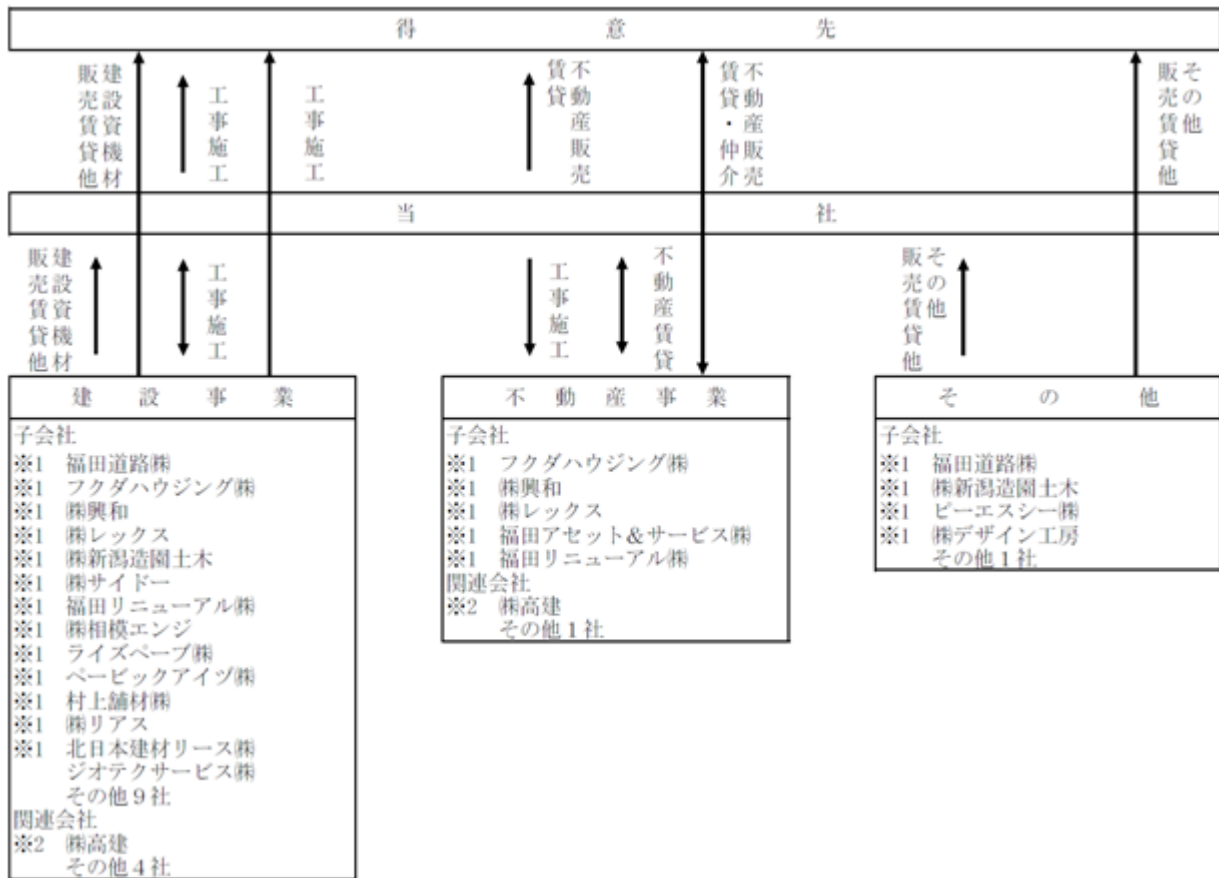 得意先
建設資機材
販売賃貸他
工事施工
工事施工
不動産販売
賃貸
不動産販売
賃貸・仲介
その他
販売賃貸他
当社
建設資機材
販売賃貸他
工事施工
工事施工
不動産賃貸
その他
販売賃貸他
建設事業
子会社
※1 福田道路㈱
※1 フクダハウジング㈱
※1 ㈱興和
※1 ㈱レックス
※1 ㈱新潟造園土木
※1 ㈱サイドー
※1 福田リニューアル㈱
※1 ㈱相模エンジ
※1 ライズペーブ㈱
※1 ペービックアイヅ㈱
※1 村上舗材㈱
※1 ㈱リアス
※1 北日本建材リース㈱
ジオテクサービス㈱
その他9社
関連会社
※2 ㈱高建
その他4社
不動産事業
子会社
※1 フクダハウジング㈱
※1 ㈱興和
※1 ㈱レックス
※1 福田アセット&サービス㈱
※1 福田リニューアル㈱
関連会社
※2 ㈱高建
その他1社
その他
子会社
※1 福田道路㈱
※1 ㈱新潟造園土木
※1 ピーエスシー㈱
※1 ㈱デザイン工房
その他1社